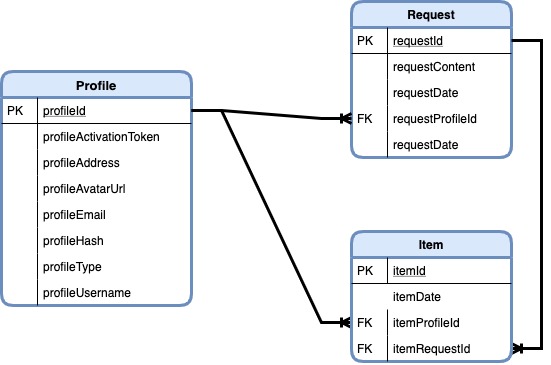 Profile
PK profileId
profileActivationToken
profileAddress
profileAvatarUrl
profileEmail
profileHash
profileType
profileUsername
Request
PK requestId
requestContent
requestDate
FK requestProfileId
requestDate
Item
PK itemId
itemDate
FK itemProfileId
FK itemRequestId